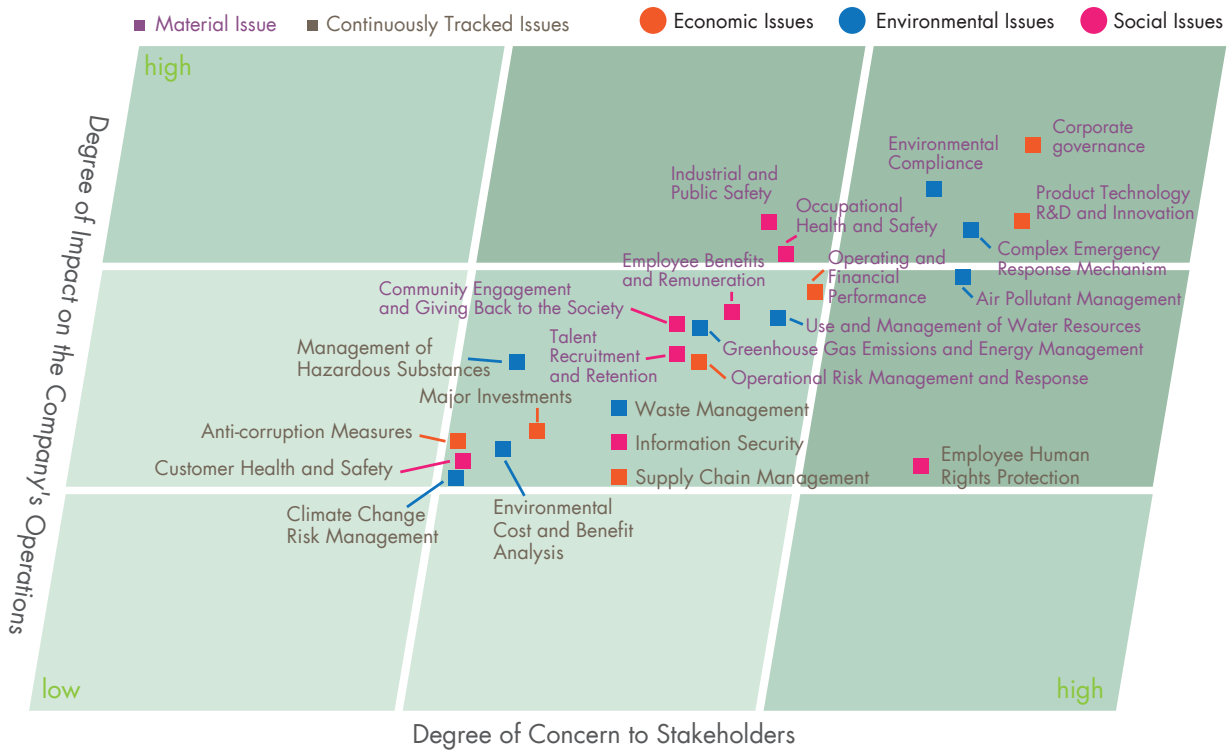 Material Issue
Continuously Tracked Issues
Economic Issues
Environmental Issues
Social Issues
high
Degree of Impact on the Company's Operations
Corporate
governance
Environmental
Compliance
Industrial and
Public Safety
Product Technology
R&D and Innovation
Occupational
Health and Safety
Complex Emergency
Response Mechanism
Employee Benefits
and Remuneration
Operating and
Financial
Performance
Air Pollutant Management
Community Engagement
and Giving Back to the Society
Use and Management of Water Resources
Greenhouse Gas Emissions and Energy Management
Talent
Recruitment
and Retention
Operational Risk Management and Response
Management of
Hazardous Substances
Major Investments
Waste Management
Anti-corruption Measures
Information Security
Customer Health and Safety
Supply Chain Management
Employee Human
Rights Protection
Climate Change
Risk Management
Environmental
Cost and Benefit
Analysis
low
high
Degree of Concern to Stakeholders